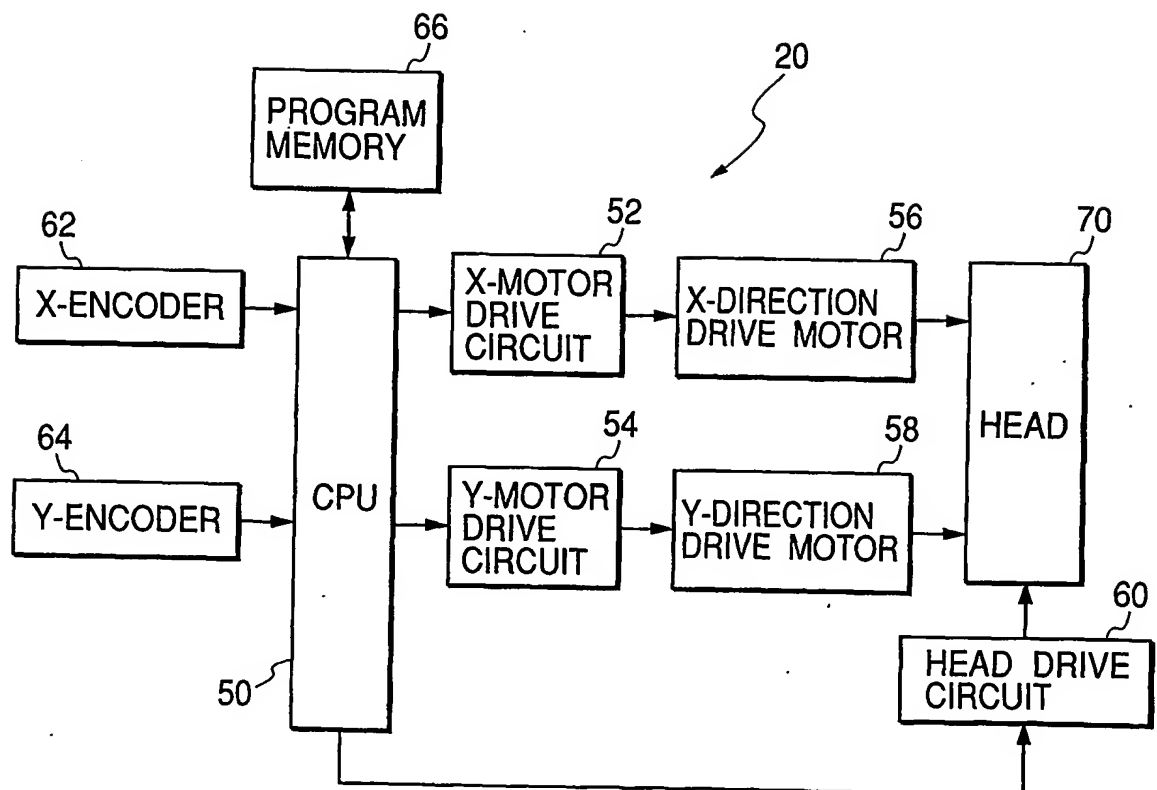 66
20
PROGRAM
MEMORY
62
52
56
70
X-ENCODER
X-MOTOR
DRIVE
CIRCUIT
X-DIRECTION
DRIVE MOTOR
HEAD
64
54
58
Y-ENCODER
CPU
Y-MOTOR
DRIVE
CIRCUIT
Y-DIRECTION
DRIVE MOTOR
60
50
HEAD DRIVE
CIRCUIT